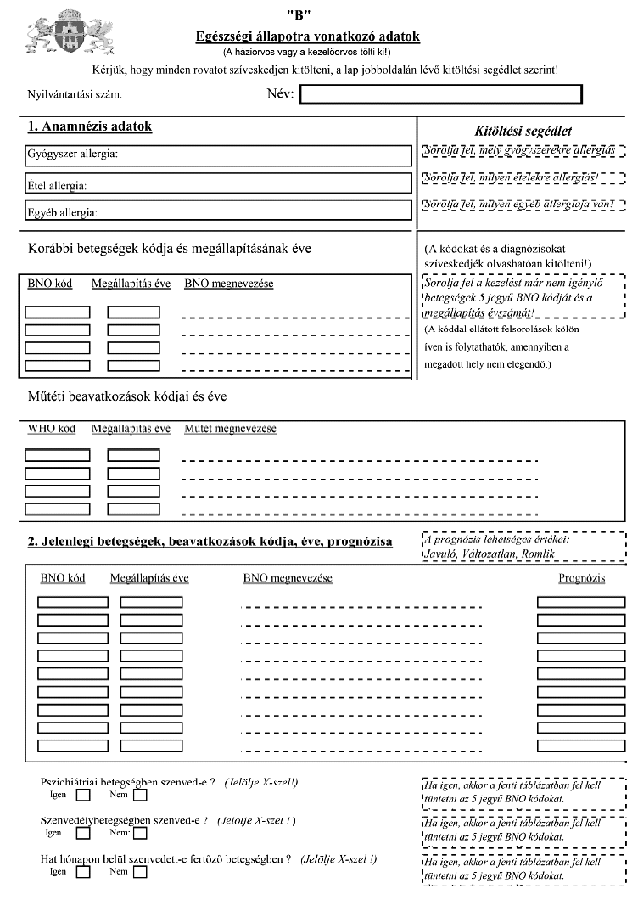 "B"
Egészségi állapotra vonatkozó adatok
(A háziorvos vagy a kezelőorvos tölti ki!)
Kérjük, hogy minden rovatot szíveskedjen kitölteni, a lap jobboldalán lévő kitöltési segédlet szerint!
Nyilvántartási szám:
Név:
1. Anamnézis adatok
Kitöltési segédlet
Gyógyszer allergia:
Sorolja fel, mely gyógyszerekre allergiás
Étel allergia:
Sorolja fel, milyen ételekre allergiás!
Egyéb allergia:
Sorolja fel, milyen egyéb allergiája van!
Korábbi betegségek kódja és megállapításának éve
(A kódokat és a diagnózisokat
szíveskedjék olvashatóan kitölteni!)
BNO kód Megállapítás éve BNO megnevezése
Sorolja fel a kezelést már nem igénylő
betegségek 5 jegyű BNO kódját és a
megállapítás évszámát!
(A kóddal ellátott felsorolások külön
íven is folytathatók, amennyiben a
megadott hely nem elegendő.)
Műtéti beavatkozások kódjai és éve
WHO kód Megállapítás éve Műtét megnevezése
2. Jelenlegi betegségek, beavatkozások kódja, éve, prognózisa
A prognózis lehetséges értékei:
Javuló, Változatlan, Romlik
BNO kód Megállapítás éve BNO megnevezése Prognózis
Pszichiátriai betegségben szenved-e ? (Jelölje X-szel!)
Igen Nem
Ha igen, akkor a fenti táblázatban fel kell
tüntetni az 5 jegyű BNO kódokat.
Szenvedélybetegségben szenved-e ? (Jelölje X-szel !)
Igen Nem
Ha igen, akkor a fenti táblázatban fel kell
tüntetni az 5 jegyű BNO kódokat.
Hat hónapon belül szenvedett-e fertőző betegségben ? (Jelölje X-szel !)
Igen Nem
Ha igen, akkor a fenti táblázatban fel kell
tüntetni az 5 jegyű BNO kódokat.